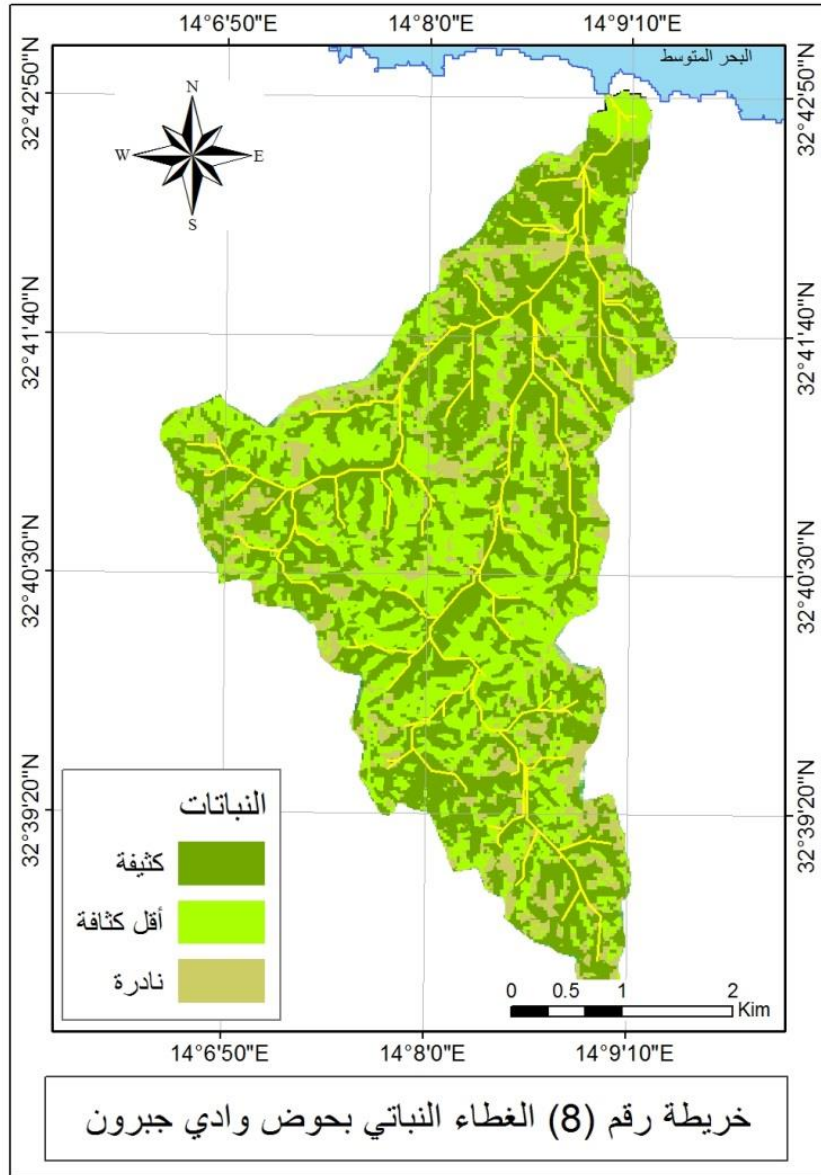 14°6'50"E 14°8'0"E 14°9'10"E
البحر المتوسط
32°42'50"N 32°42'50"N
N
W E
S
32°41'40"N 32°41'40"N
32°40'30"N 32°40'30"N
32°39'20"N 32°39'20"N
النباتات
كثيفة
أقل كثافة
نادرة
0 0.5 1 2
Kim
14°6'50"E 14°8'0"E 14°9'10"E
خريطة رقم (8) الغطاء النباتي بحوض وادي جبرون